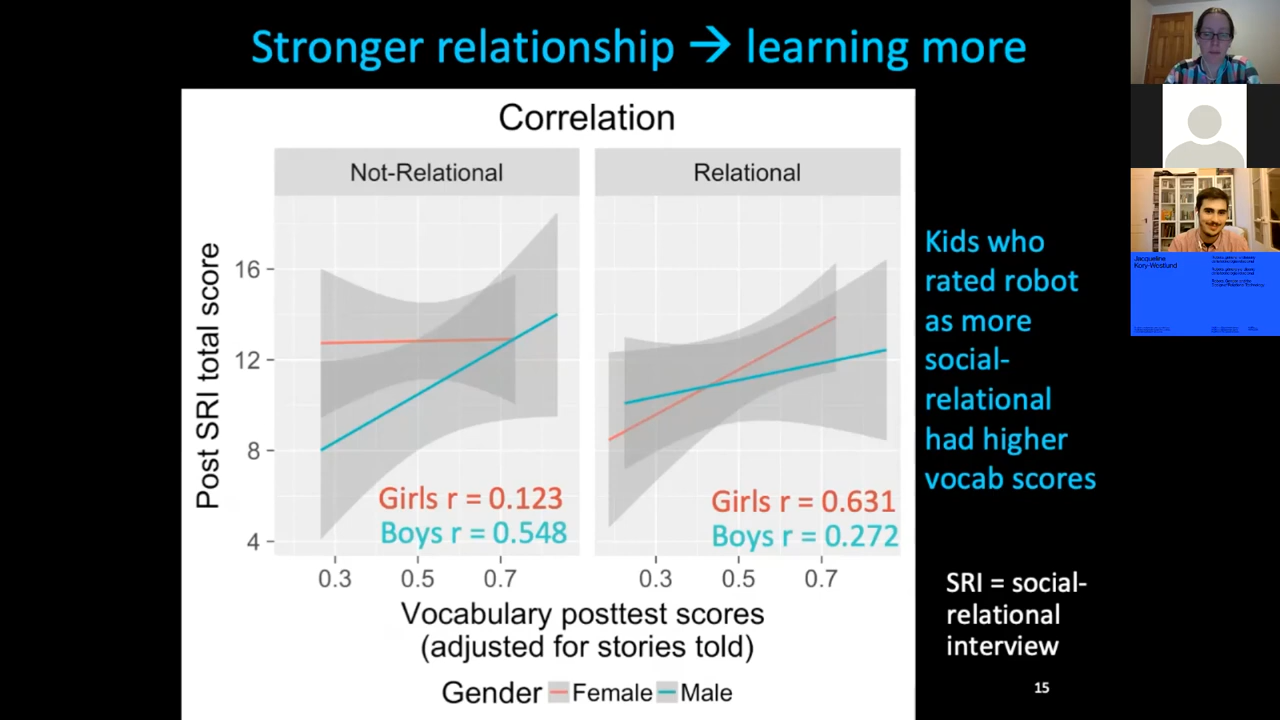 Stronger relationship → learning more
Correlation
Not-Relational
Relational
Post SRI total score
16
12
8
4
Girls r = 0.123
Boys r = 0.548
Girls r = 0.631
Boys r = 0.272
0.3 0.5 0.7
0.3 0.5 0.7
Vocabulary posttest scores
(adjusted for stories told)
Gender Female Male
Kids who
rated robot
as more
social-
relational
had higher
vocab scores
SRI = social-
relational
interview
15
Jacqueline
Kory-Westlund